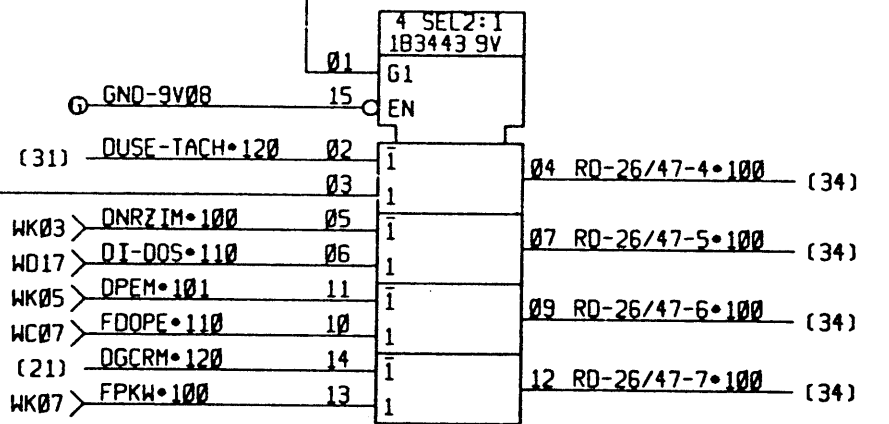 4 SEL2:1
1B3443 9V
01 G1
G GND-9V08 15 EN
(31) DUSE-TACH•120 02 1̅ 04 RD-26/47-4•100 (34)
03 1
WK03 DNRZIM•100 05 1̅ 07 RD-26/47-5•100 (34)
WD17 DI-DOS•110 06 1
WK05 DPEM•101 11 1̅ 09 RD-26/47-6•100 (34)
WC07 FDOPE•110 10 1
(21) DGCRM•120 14 1̅ 12 RD-26/47-7•100 (34)
WK07 FPKW•100 13 1